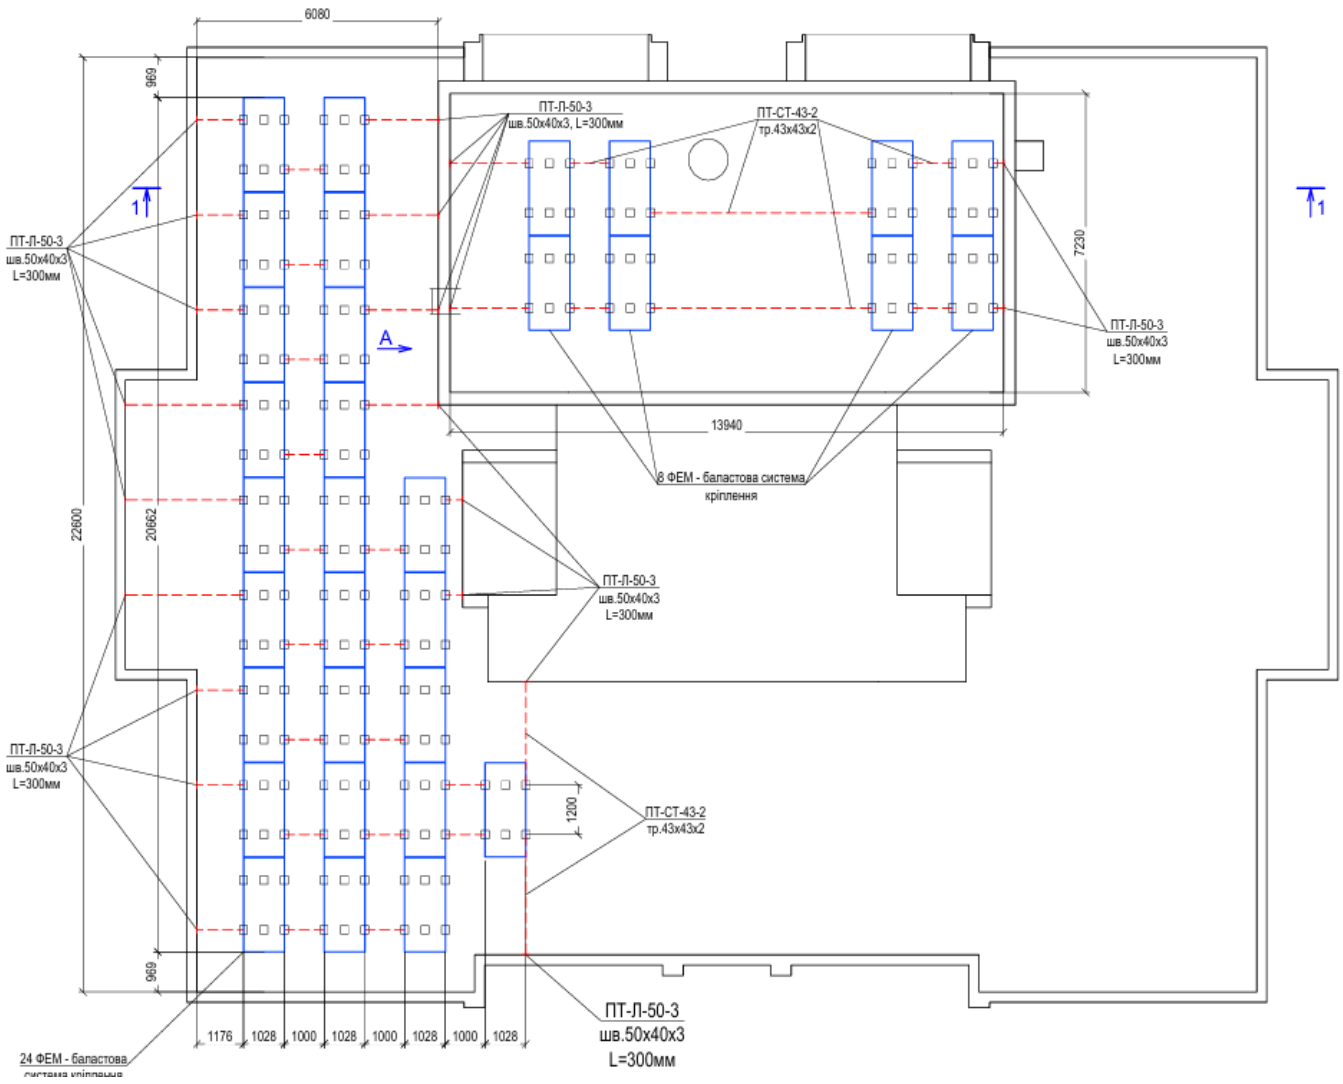 6080
969
ПТ-Л-50-3
шв.50х40х3, L=300мм
ПТ-СТ-43-2
тр.43х43х2
1
1
ПТ-Л-50-3
шв.50х40х3
L=300мм
7230
А
ПТ-Л-50-3
шв.50х40х3
L=300мм
13940
8 ФЕМ - баластова система
кріплення
22600
20662
ПТ-Л-50-3
шв.50х40х3
L=300мм
ПТ-Л-50-3
шв.50х40х3
L=300мм
1200
ПТ-СТ-43-2
тр.43х43х2
969
ПТ-Л-50-3
шв.50х40х3
L=300мм
1176
1028
1000
1028
1000
1028
1000
1028
24 ФЕМ - баластова
система кріплення